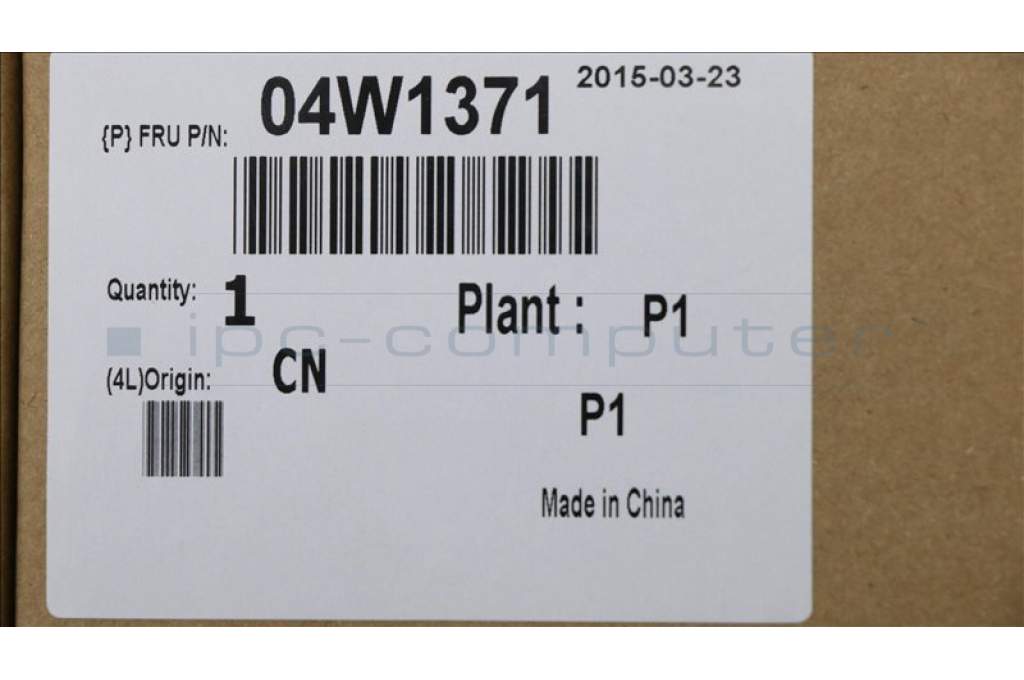 04W1371 2015-03-23
{P} FRU P/N:
Quantity: 1 Plant : P1
ipc-computer
(4L)Origin: CN
P1
Made in China